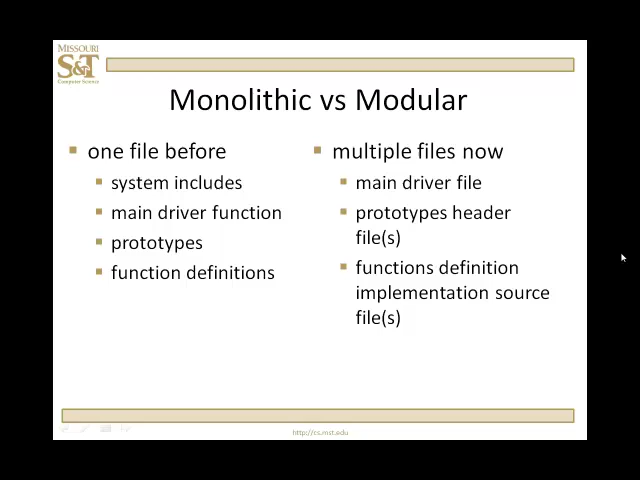 MISSOURI
S&T
Computer Science
Monolithic vs Modular
one file before
system includes
main driver function
prototypes
function definitions
multiple files now
main driver file
prototypes header
file(s)
functions definition
implementation source
file(s)
http://cs.mst.edu